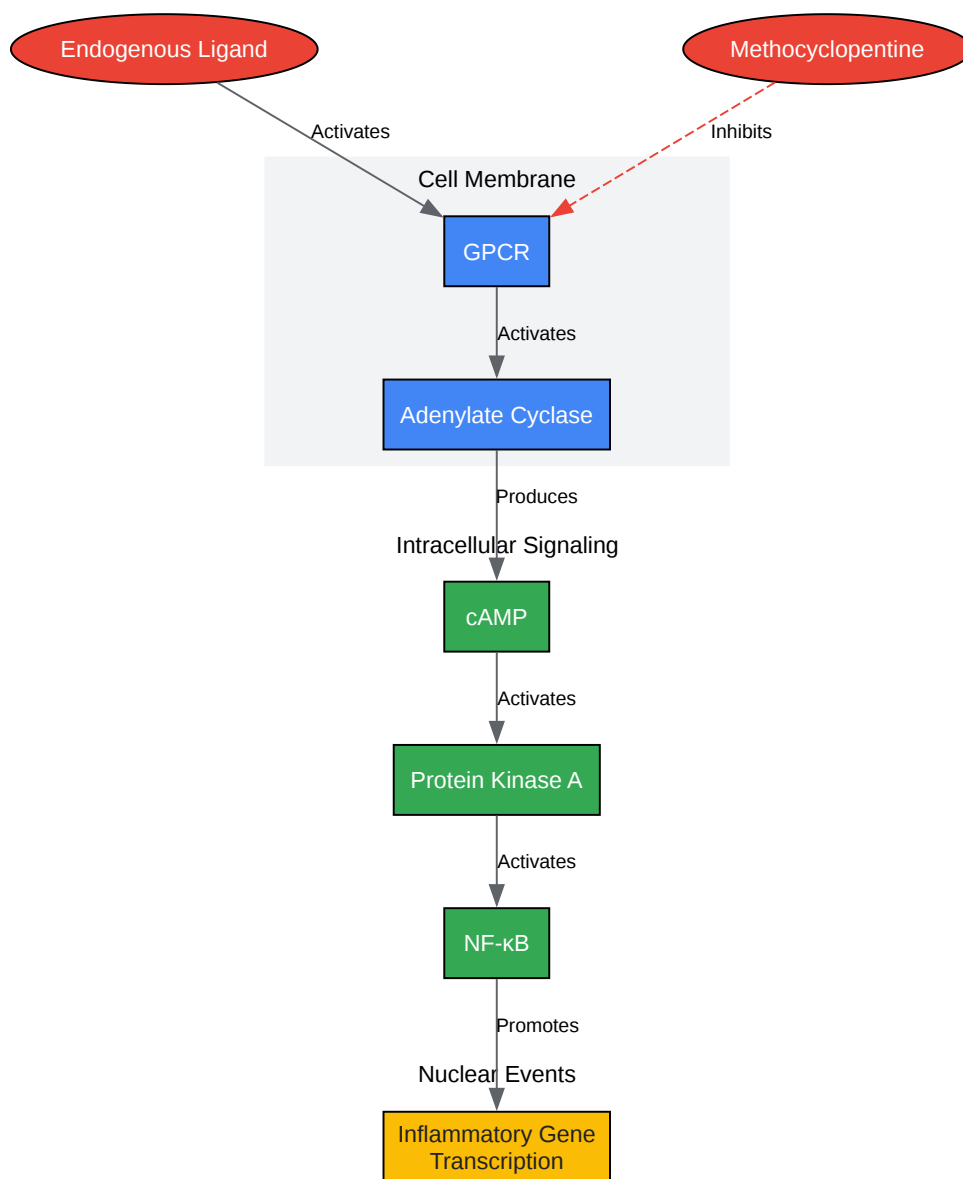 Endogenous Ligand
Methocyclopentine
Activates
Inhibits
Cell Membrane
GPCR
Activates
Adenylate Cyclase
Produces
Intracellular Signaling
cAMP
Activates
Protein Kinase A
Activates
NF-κB
Promotes
Nuclear Events
Inflammatory Gene
Transcription